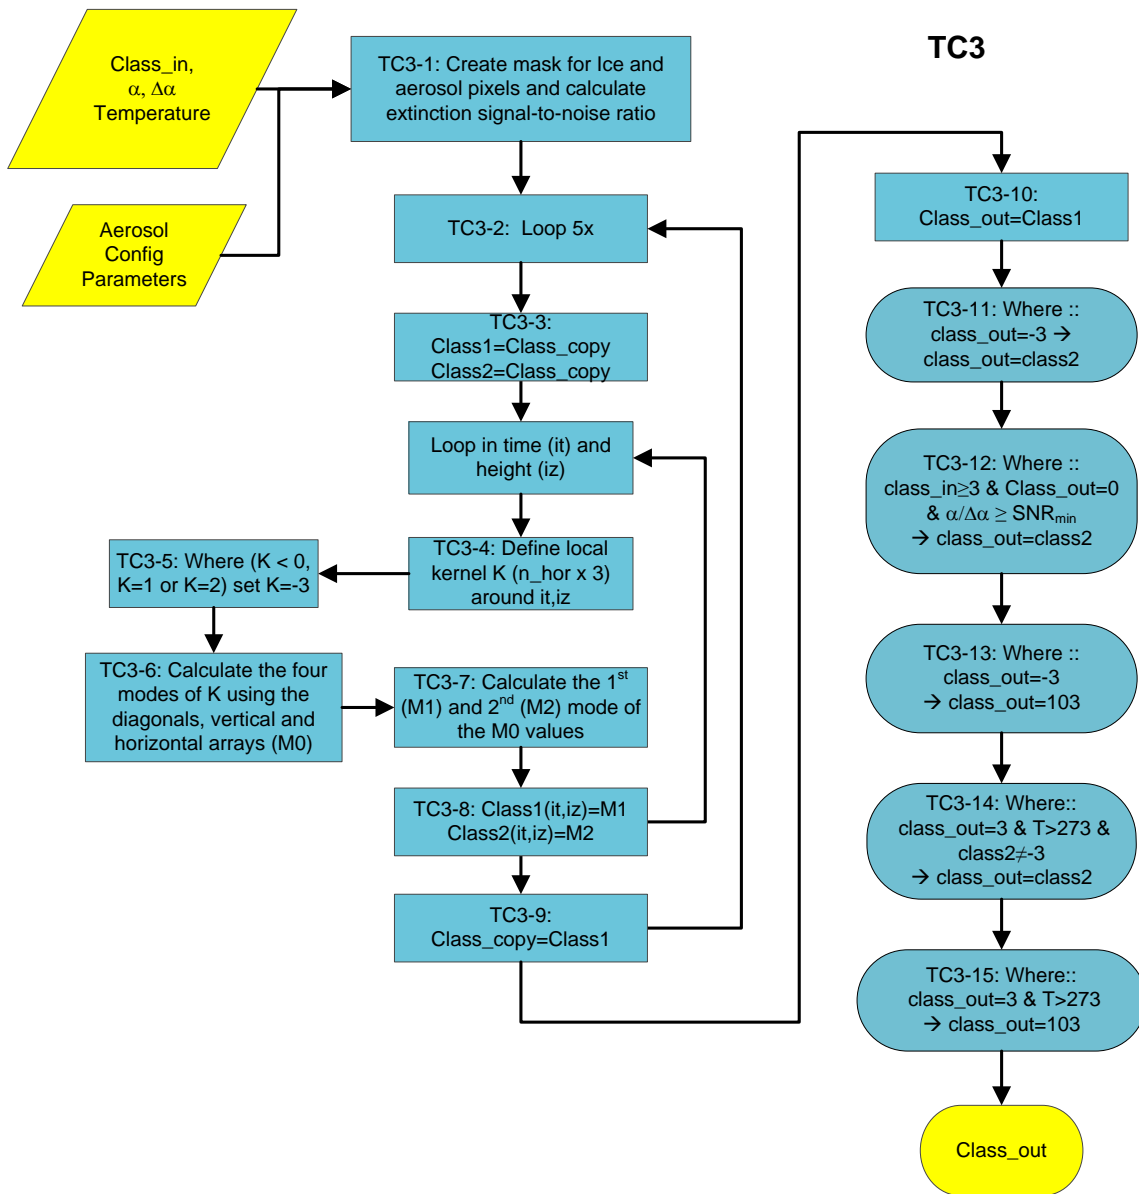 TC3
Class_in,
α, Δα
Temperature
Aerosol
Config
Parameters
TC3-1: Create mask for Ice and
aerosol pixels and calculate
extinction signal-to-noise ratio
TC3-2:  Loop 5x
TC3-3:
Class1=Class_copy
Class2=Class_copy
Loop in time (it) and
height (iz)
TC3-4: Define local
kernel K (n_hor x 3)
around it,iz
TC3-5: Where (K < 0,
K=1 or K=2) set K=-3
TC3-6: Calculate the four
modes of K using the
diagonals, vertical and
horizontal arrays (M0)
TC3-7: Calculate the 1st
(M1) and 2nd (M2) mode of
the M0 values
TC3-8: Class1(it,iz)=M1
Class2(it,iz)=M2
TC3-9:
Class_copy=Class1
TC3-10:
Class_out=Class1
TC3-11: Where ::
class_out=-3 →
class_out=class2
TC3-12: Where ::
class_in≥3 & Class_out=0
& α/Δα ≥ SNRmin
→ class_out=class2
TC3-13: Where ::
class_out=-3
→ class_out=103
TC3-14: Where::
class_out=3 & T>273 &
class2≠-3
→ class_out=class2
TC3-15: Where::
class_out=3 & T>273
→ class_out=103
Class_out